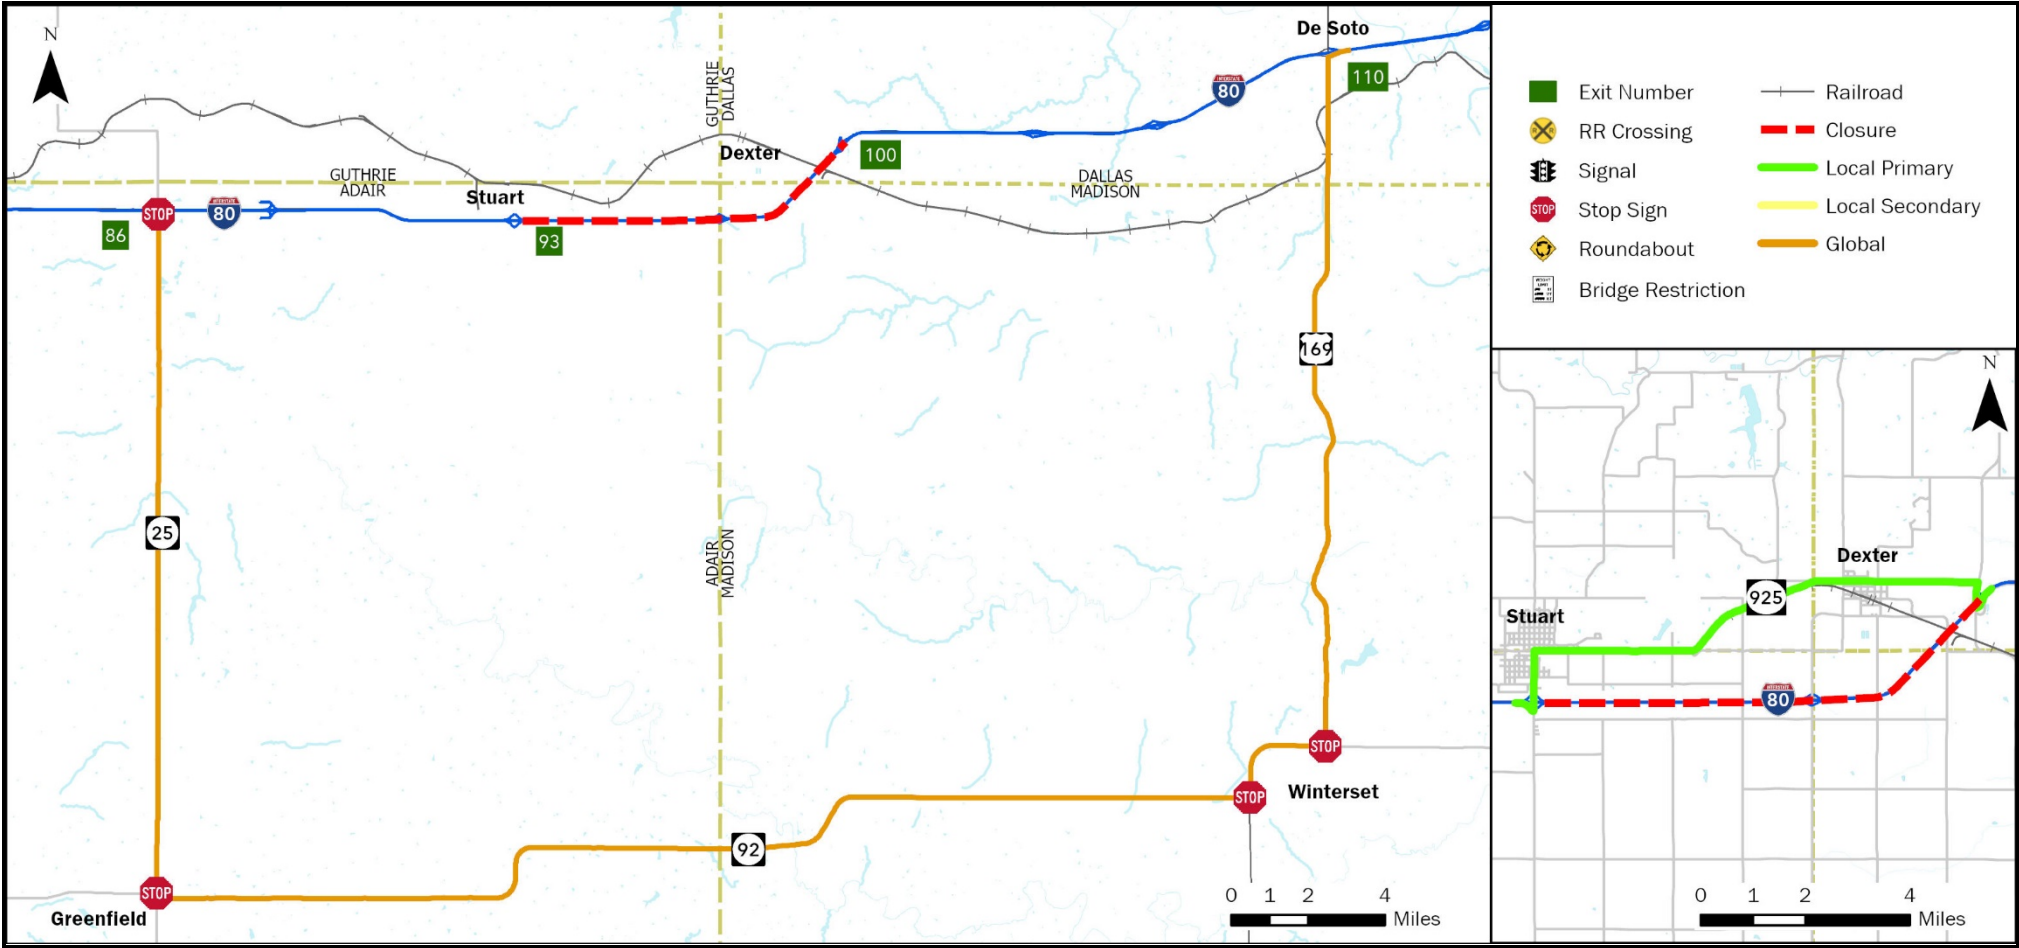 N
De Soto
110
80
GUTHRIE
DALLAS
Dexter
100
GUTHRIE
ADAIR
DALLAS
MADISON
Stuart
STOP
80
86
93
169
25
ADAIR
MADISON
STOP
Winterset
STOP
92
STOP
Greenfield
0 1 2 4
Miles
Exit Number
RR Crossing
Signal
STOP
Stop Sign
Roundabout
Bridge Restriction
Railroad
Closure
Local Primary
Local Secondary
Global
N
Dexter
925
Stuart
80
0 1 2 4
Miles